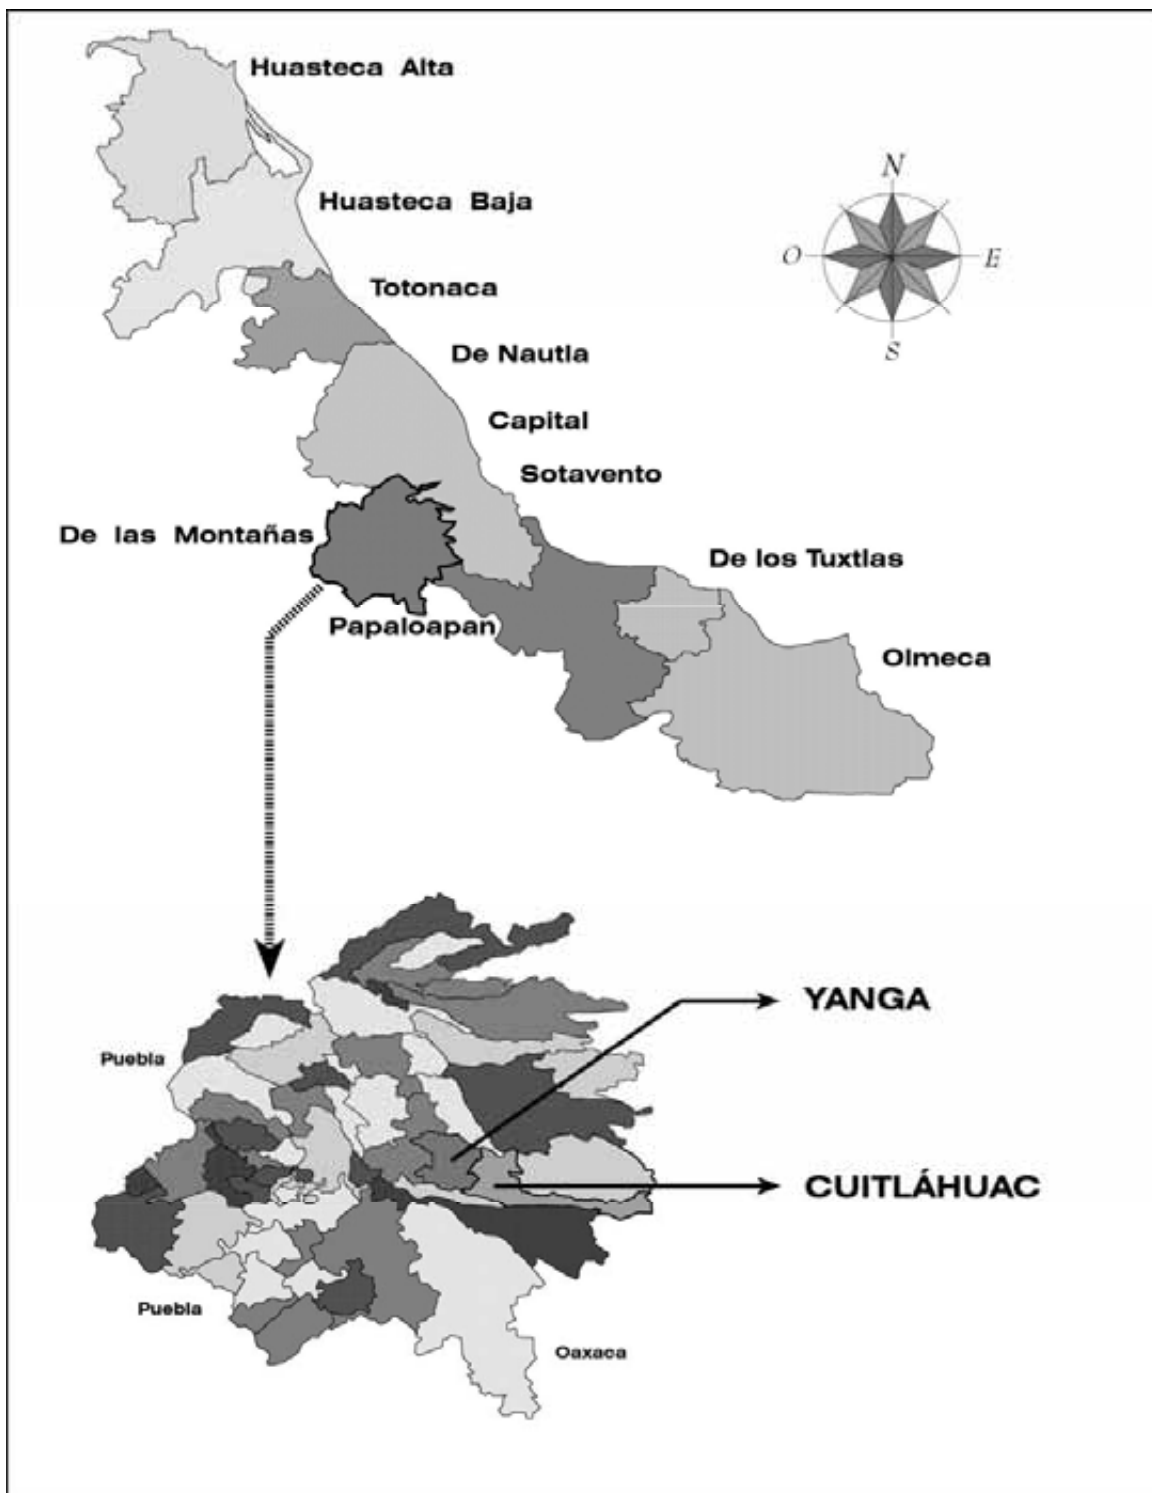 Huasteca Alta
N
Huasteca Baja
O
E
Totonaca
S
De Nautla
Capital
Sotavento
De las Montañas
De los Tuxtlas
Papaloapan
Olmeca
YANGA
Puebla
CUITLÁHUAC
Puebla
Oaxaca